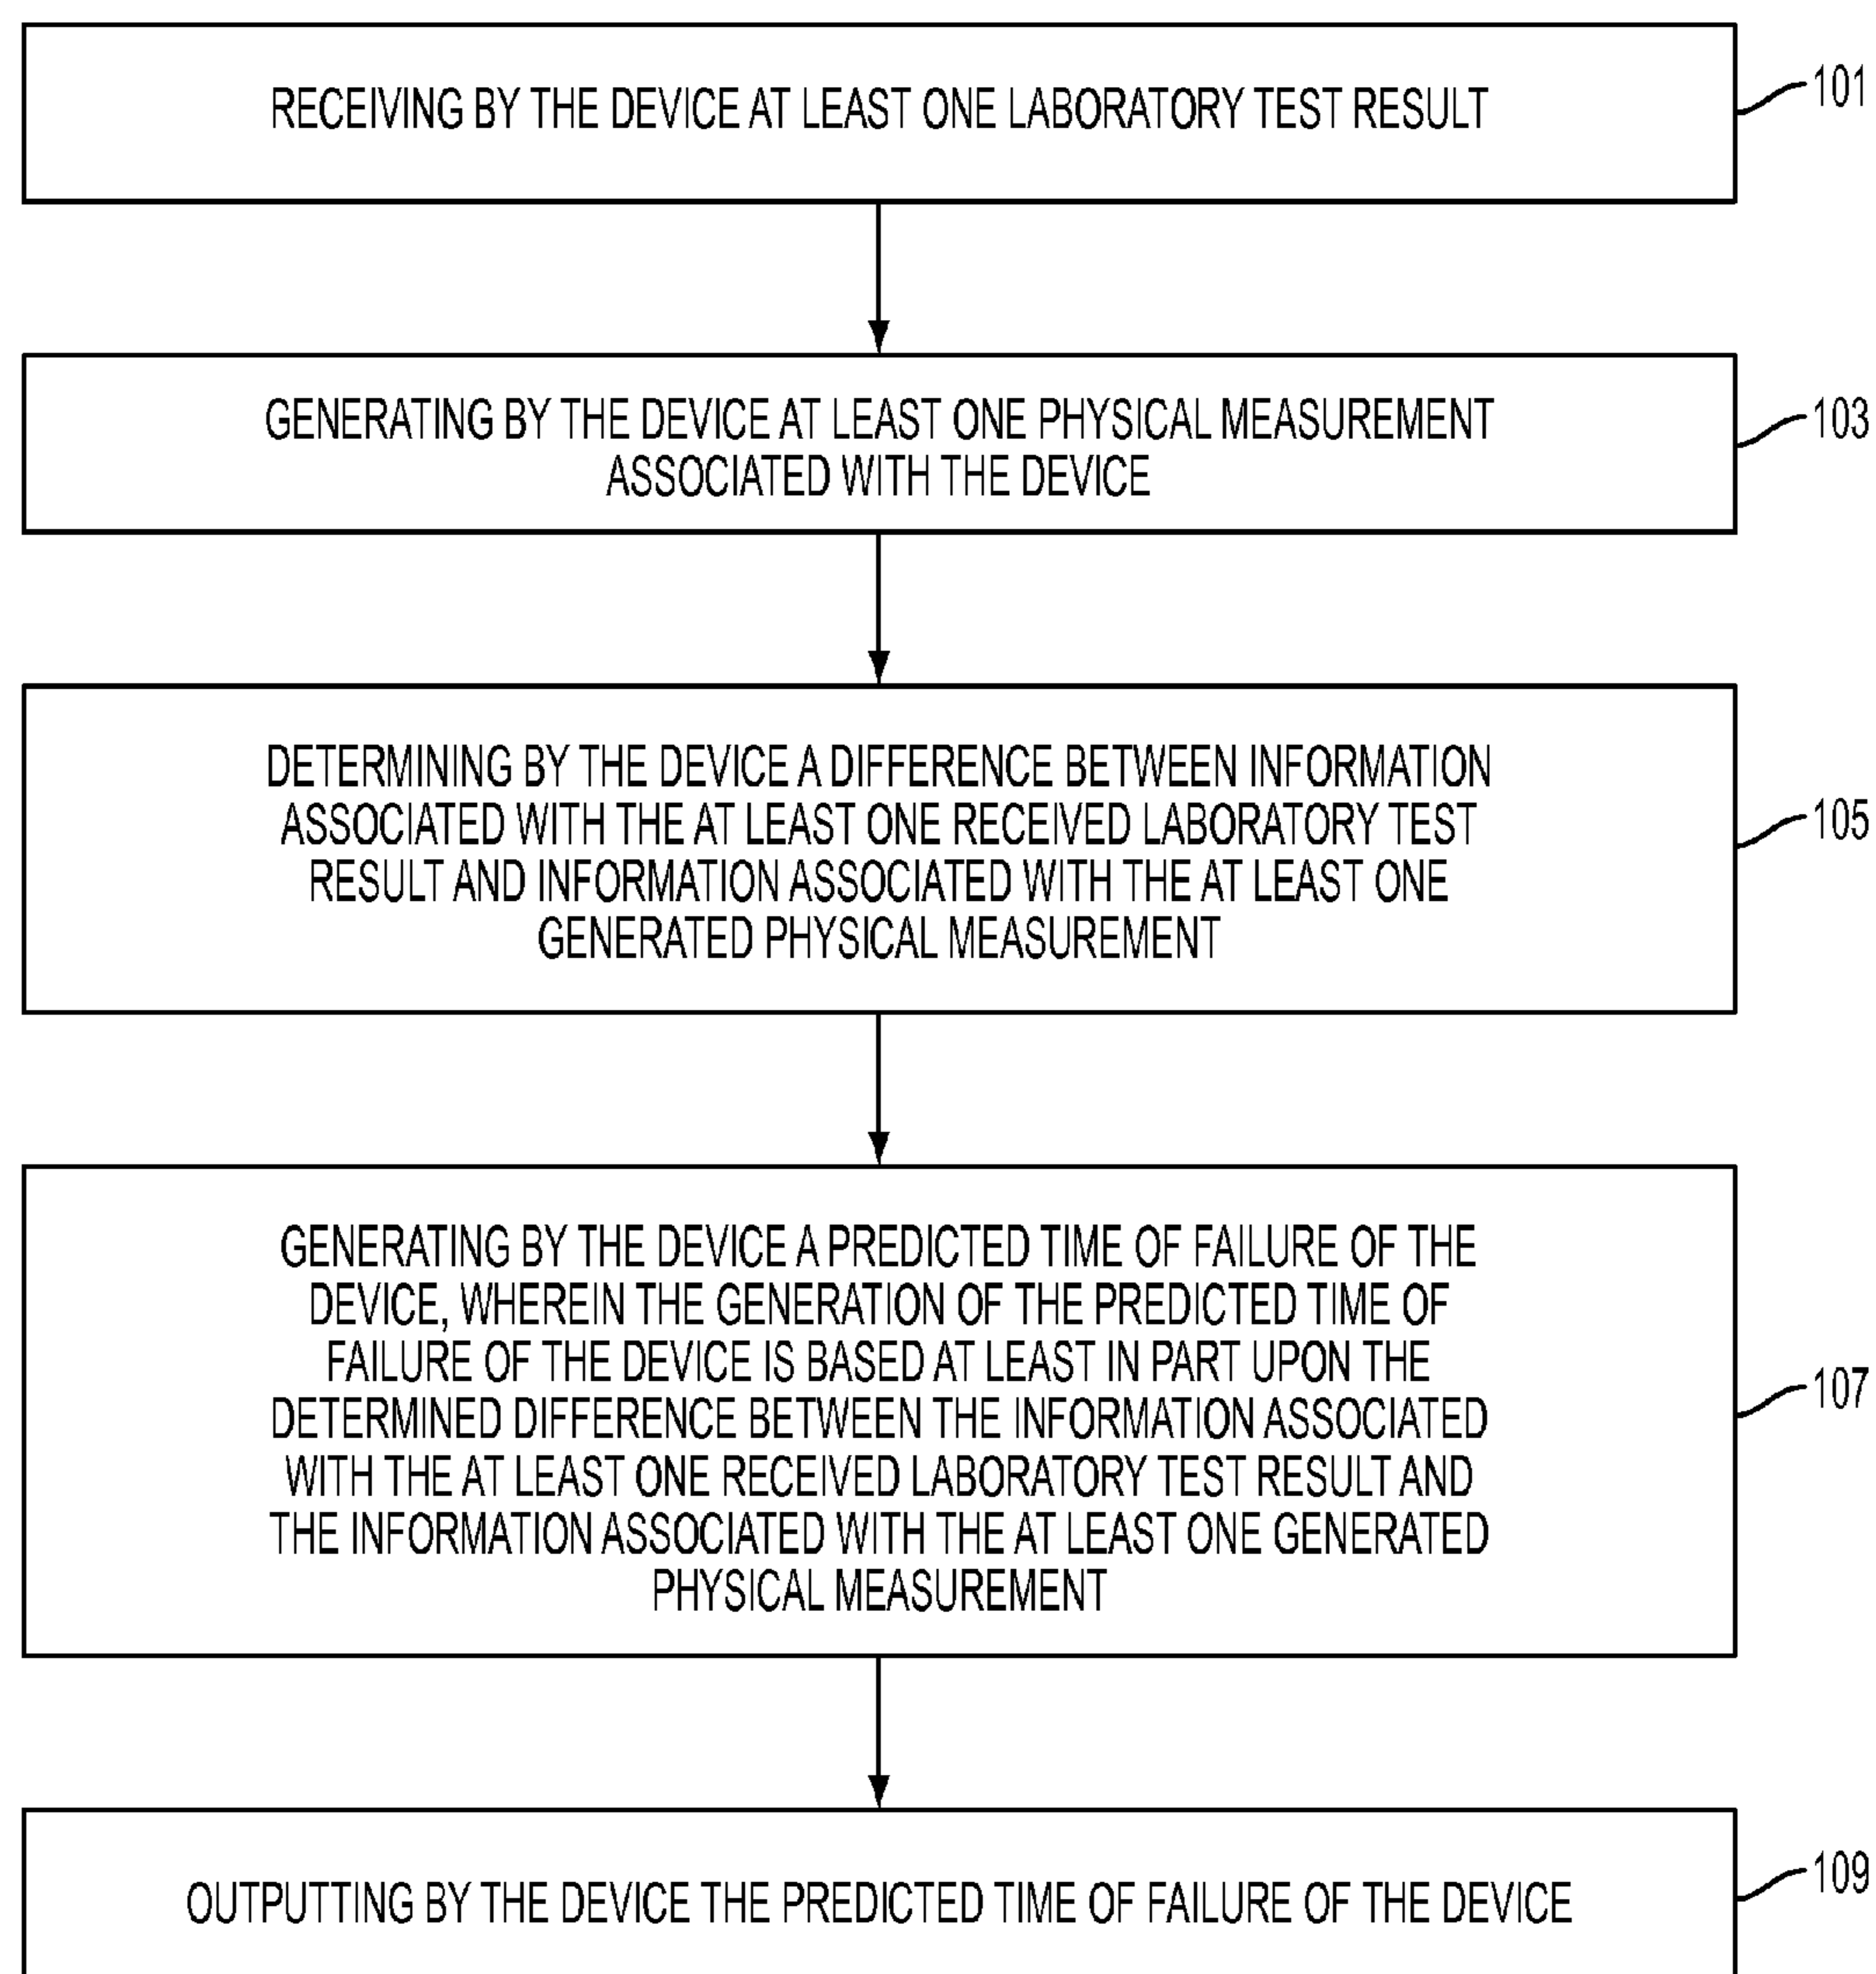 RECEIVING BY THE DEVICE AT LEAST ONE LABORATORY TEST RESULT
101
GENERATING BY THE DEVICE AT LEAST ONE PHYSICAL MEASUREMENT
ASSOCIATED WITH THE DEVICE
103
DETERMINING BY THE DEVICE A DIFFERENCE BETWEEN INFORMATION
ASSOCIATED WITH THE AT LEAST ONE RECEIVED LABORATORY TEST
RESULT AND INFORMATION ASSOCIATED WITH THE AT LEAST ONE
GENERATED PHYSICAL MEASUREMENT
105
GENERATING BY THE DEVICE A PREDICTED TIME OF FAILURE OF THE
DEVICE, WHEREIN THE GENERATION OF THE PREDICTED TIME OF
FAILURE OF THE DEVICE IS BASED AT LEAST IN PART UPON THE
DETERMINED DIFFERENCE BETWEEN THE INFORMATION ASSOCIATED
WITH THE AT LEAST ONE RECEIVED LABORATORY TEST RESULT AND
THE INFORMATION ASSOCIATED WITH THE AT LEAST ONE GENERATED
PHYSICAL MEASUREMENT
107
OUTPUTTING BY THE DEVICE THE PREDICTED TIME OF FAILURE OF THE DEVICE
109